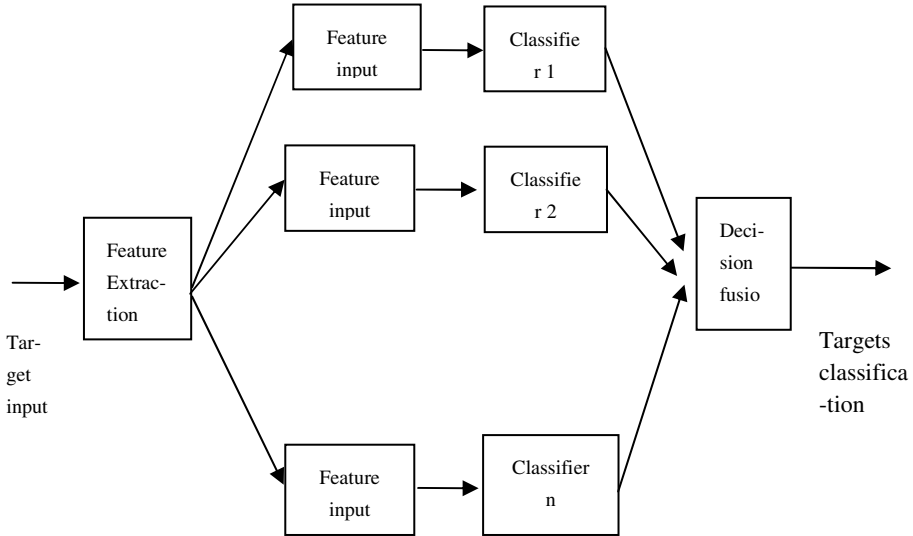 Feature
input
Classifie
r 1
Feature
input
Classifie
r 2
Feature
Extrac-
tion
Deci-
sion
fusio
Tar-
get
input
Targets
classifica
-tion
Feature
input
Classifier
n